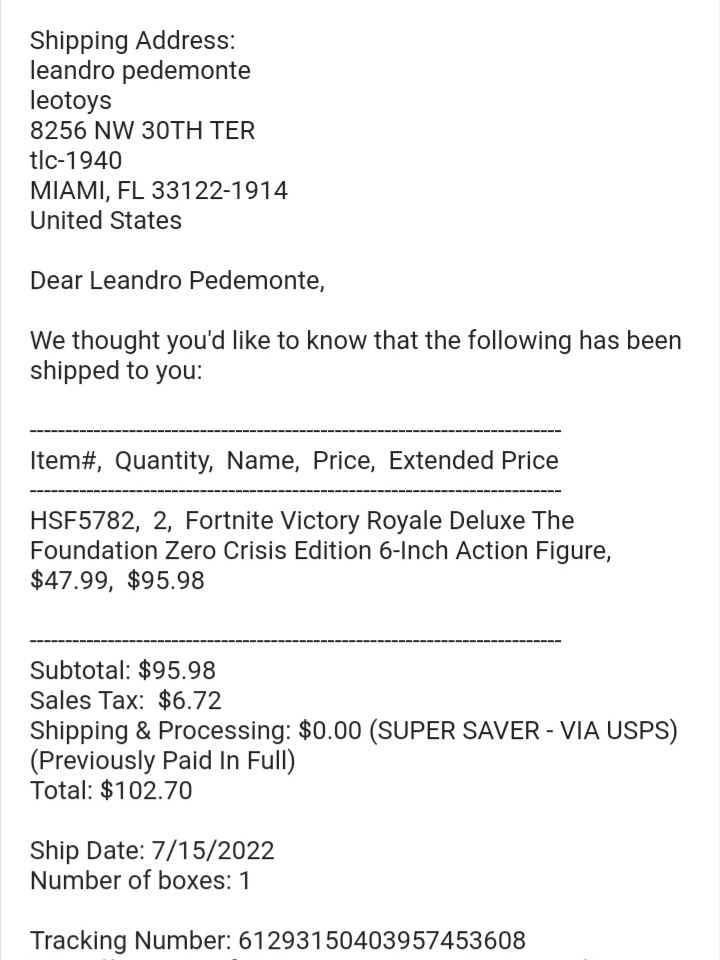 Shipping Address:
leandro pedemonte
leotoys
8256 NW 30TH TER
tlc-1940
MIAMI, FL 33122-1914
United States
Dear Leandro Pedemonte,
We thought you'd like to know that the following has been
shipped to you:
----------------------------------------------------------------------------
Item#,  Quantity,  Name,  Price,  Extended Price
----------------------------------------------------------------------------
HSF5782,  2,  Fortnite Victory Royale Deluxe The
Foundation Zero Crisis Edition 6-Inch Action Figure,
$47.99,  $95.98
----------------------------------------------------------------------------
Subtotal: $95.98
Sales Tax:  $6.72
Shipping & Processing: $0.00 (SUPER SAVER - VIA USPS)
(Previously Paid In Full)
Total: $102.70
Ship Date: 7/15/2022
Number of boxes: 1
Tracking Number: 61293150403957453608